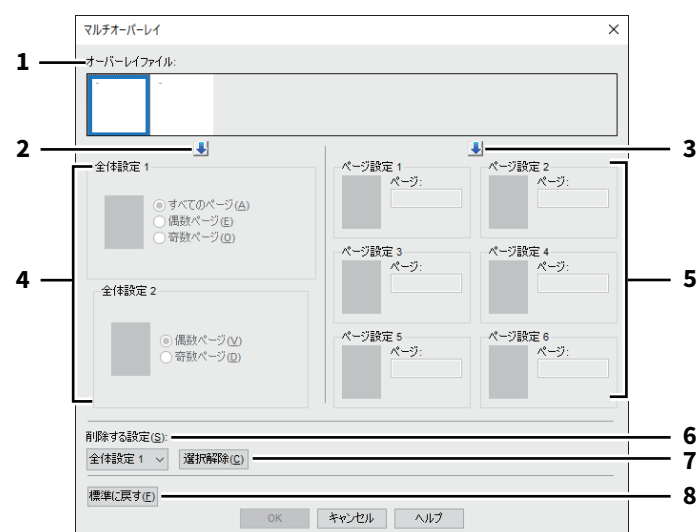 マルチオーバーレイ
1
オーバーレイファイル:
2
3
全体設定 1
すべてのページ(A)
偶数ページ(E)
奇数ページ(O)
ページ設定 1
ページ:
ページ設定 2
ページ:
4
ページ設定 3
ページ:
ページ設定 4
ページ:
5
全体設定 2
偶数ページ(V)
奇数ページ(D)
ページ設定 5
ページ:
ページ設定 6
ページ:
削除する設定(S):
6
全体設定 1
選択解除(C)
7
標準に戻す(F)
8
OK
キャンセル
ヘルプ